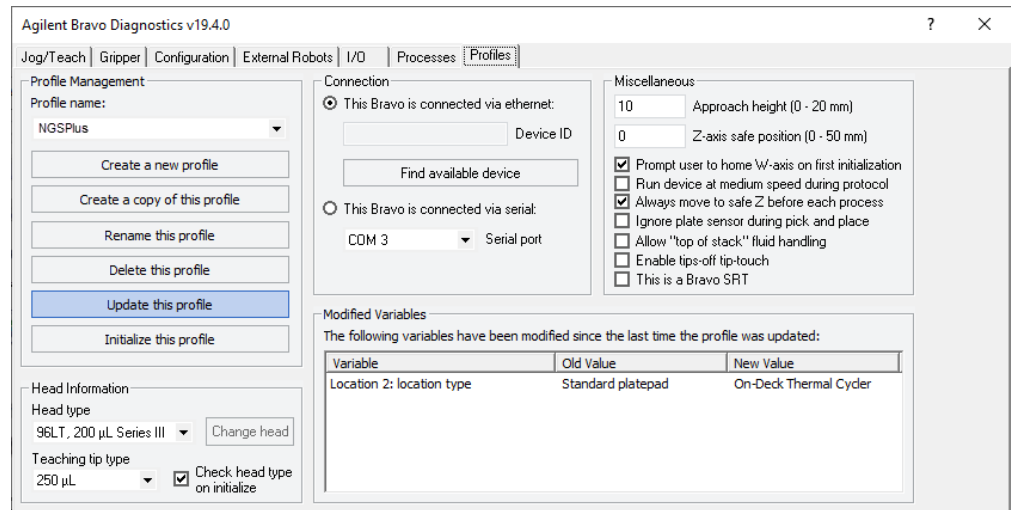 Agilent Bravo Diagnostics v19.4.0
?
Jog/Teach Gripper Configuration External Robots I/O Processes Profiles
Profile Management
Profile name:
NGSPlus
Create a new profile
Create a copy of this profile
Rename this profile
Delete this profile
Update this profile
Initialize this profile
Head Information
Head type
96LT, 200 µL Series III
Change head
Teaching tip type
250 µL
Check head type
on initialize
Connection
This Bravo is connected via ethernet:
Device ID
Find available device
This Bravo is connected via serial:
COM 3
Serial port
Miscellaneous
10 Approach height (0 - 20 mm)
0 Z-axis safe position (0 - 50 mm)
Prompt user to home W-axis on first initialization
Run device at medium speed during protocol
Always move to safe Z before each process
Ignore plate sensor during pick and place
Allow "top of stack" fluid handling
Enable tips-off tip-touch
This is a Bravo SRT
Modified Variables
The following variables have been modified since the last time the profile was updated:
Variable Old Value New Value
Location 2: location type Standard platepad On-Deck Thermal Cycler